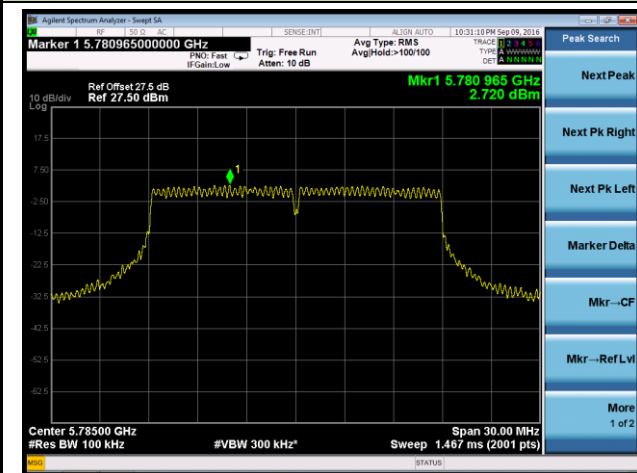 Agilent Spectrum Analyzer - Swept SA
RF 50 Ω AC SENSE:INT ALIGN AUTO 10:31:10 PM Sep 09, 2016
Marker 1 5.780965000000 GHz
PNO: Fast
IFGain:Low
Trig: Free Run
Atten: 10 dB
Avg Type: RMS
Avg|Hold:>100/100
TRACE 1 2 3 4 5 6
TYPE A WWWWW
DET A NNNNN
Peak Search
Ref Offset 27.5 dB
10 dB/div Ref 27.50 dBm
Log
Mkr1 5.780 965 GHz
2.720 dBm
17.5
7.50
-2.50
-12.5
-22.5
-32.5
-42.5
-52.5
-62.5
1
Next Peak
Next Pk Right
Next Pk Left
Marker Delta
Mkr→CF
Mkr→Ref Lvl
More
1 of 2
Center 5.78500 GHz Span 30.00 MHz
#Res BW 100 kHz #VBW 300 kHz* Sweep 1.467 ms (2001 pts)
MSG STATUS